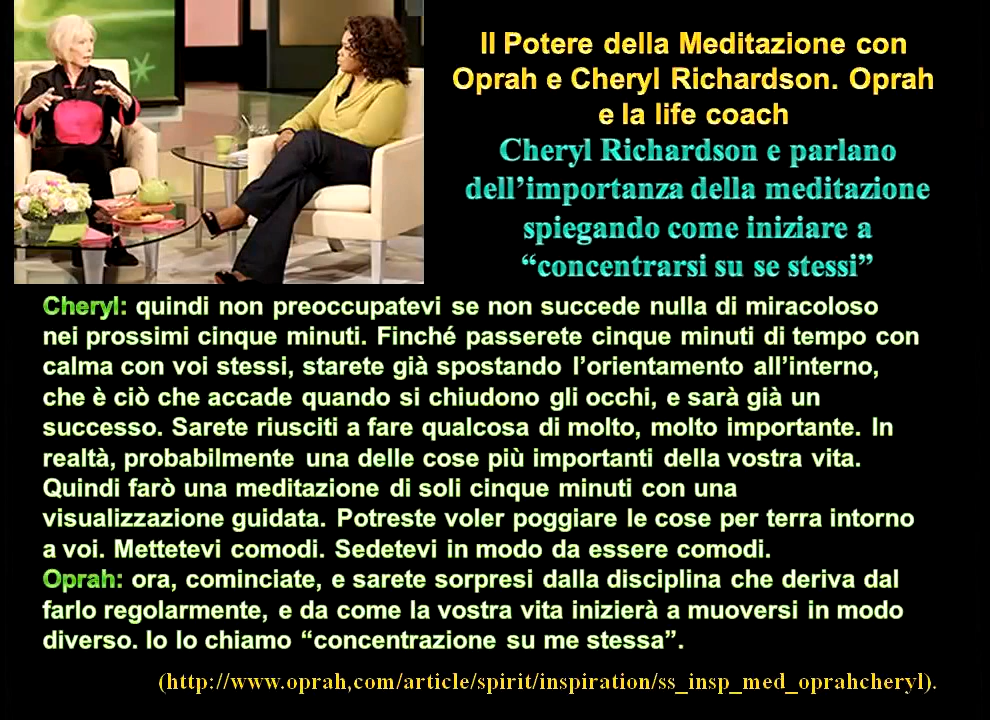 Il Potere della Meditazione con
Oprah e Cheryl Richardson. Oprah
e la life coach
Cheryl Richardson e parlano
dell’importanza della meditazione
spiegando come iniziare a
“concentrarsi su se stessi”
Cheryl: quindi non preoccupatevi se non succede nulla di miracoloso
nei prossimi cinque minuti. Finché passerete cinque minuti di tempo con
calma con voi stessi, starete già spostando l’orientamento all’interno,
che è ciò che accade quando si chiudono gli occhi, e sarà già un
successo. Sarete riusciti a fare qualcosa di molto, molto importante. In
realtà, probabilmente una delle cose più importanti della vostra vita.
Quindi farò una meditazione di soli cinque minuti con una
visualizzazione guidata. Potreste voler poggiare le cose per terra intorno
a voi. Mettetevi comodi. Sedetevi in modo da essere comodi.
Oprah: ora, cominciate, e sarete sorpresi dalla disciplina che deriva dal
farlo regolarmente, e da come la vostra vita inizierà a muoversi in modo
diverso. Io lo chiamo “concentrazione su me stessa”.
(http://www.oprah,com/article/spirit/inspiration/ss_insp_med_oprahcheryl).